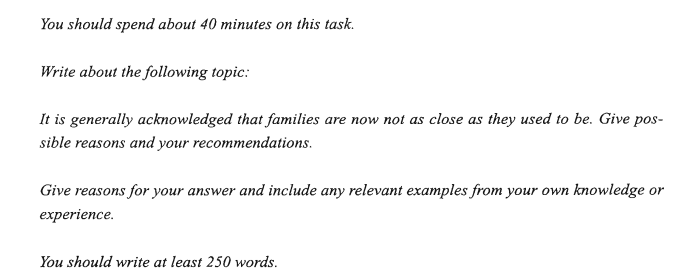 You should spend about 40 minutes on this task.
Write about the following topic:
It is generally acknowledged that families are now not as close as they used to be. Give pos-
sible reasons and your recommendations.
Give reasons for your answer and include any relevant examples from your own knowledge or
experience.
You should write at least 250 words.